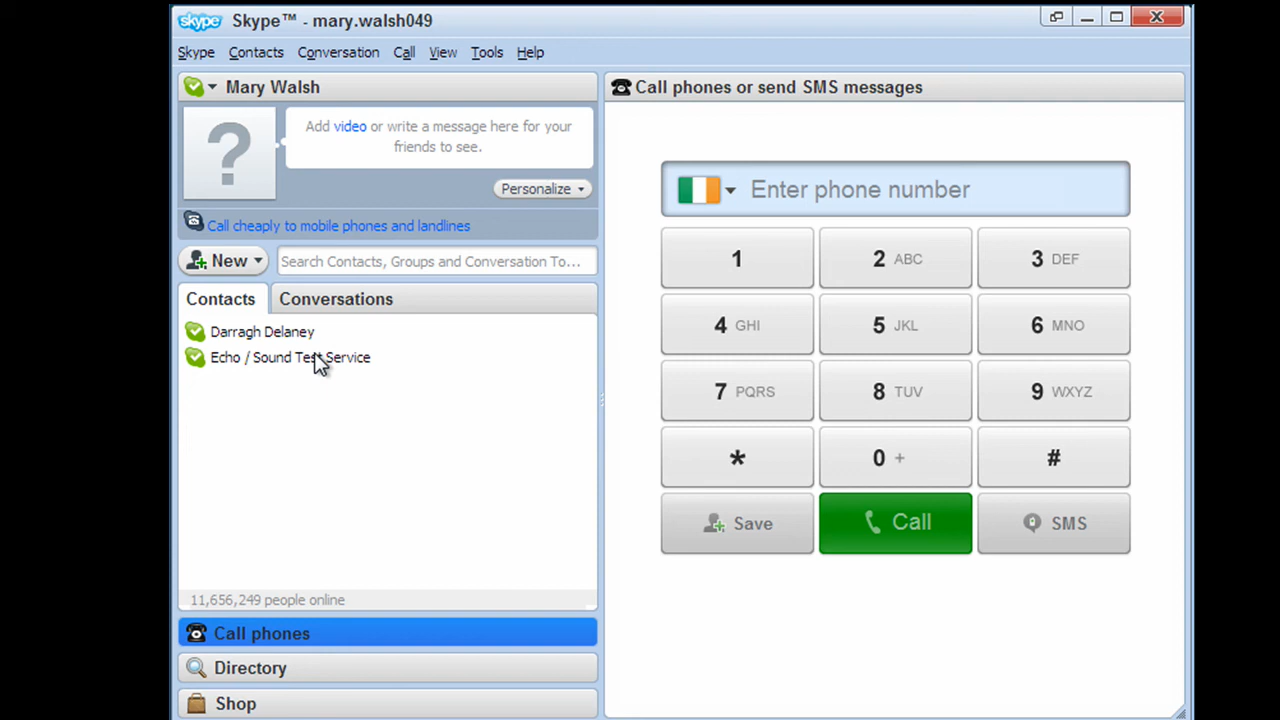 skype Skype™ - mary.walsh049
Skype Contacts Conversation Call View Tools Help
Mary Walsh
?
Add video or write a message here for your
friends to see.
Personalize
Call cheaply to mobile phones and landlines
New Search Contacts, Groups and Conversation To...
Contacts Conversations
Darragh Delaney
Echo / Sound Test Service
11,656,249 people online
Call phones
Directory
Shop
Call phones or send SMS messages
Enter phone number
1 2 ABC 3 DEF
4 GHI 5 JKL 6 MNO
7 PQRS 8 TUV 9 WXYZ
* 0 + #
Save Call SMS